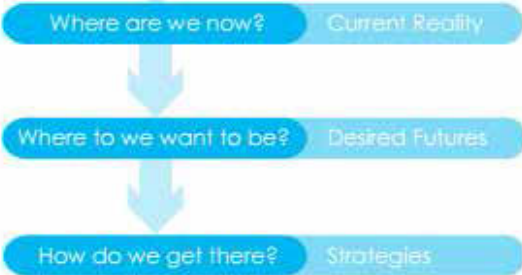 Where are we now? Current Reality
Where to we want to be? Desired Futures
How do we get there? Strategies